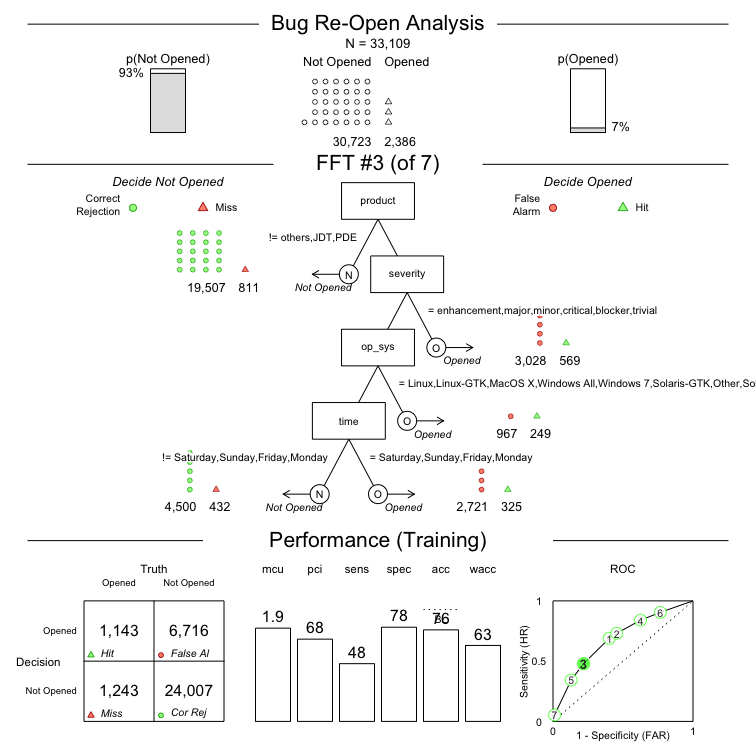 Bug Re-Open Analysis
N = 33,109
p(Not Opened) Not Opened Opened p(Opened)
93%
7%
30,723 2,386
FFT #3 (of 7)
Decide Not Opened
Decide Opened
Correct
Rejection
Miss
False
Alarm
Hit
product
!= others,JDT,PDE
N
Not Opened
19,507 811
severity
= enhancement,major,minor,critical,blocker,trivial
O
Opened
3,028 569
op_sys
= Linux,Linux-GTK,MacOS X,Windows All,Windows 7,Solaris-GTK,Other,So
O
Opened
967 249
time
!= Saturday,Sunday,Friday,Monday
= Saturday,Sunday,Friday,Monday
N
Not Opened
O
Opened
4,500 432
2,721 325
Performance (Training)
Truth
Opened Not Opened
Decision
Opened
1,143 6,716
Hit False Al
Not Opened
1,243 24,007
Miss Cor Rej
mcu pci sens spec acc wacc
1.9 68 48 78 76 63
ROC
Sensitivity (HR)
1
0.5
0
7 5 3 1 2 4 6
0 1
1 - Specificity (FAR)